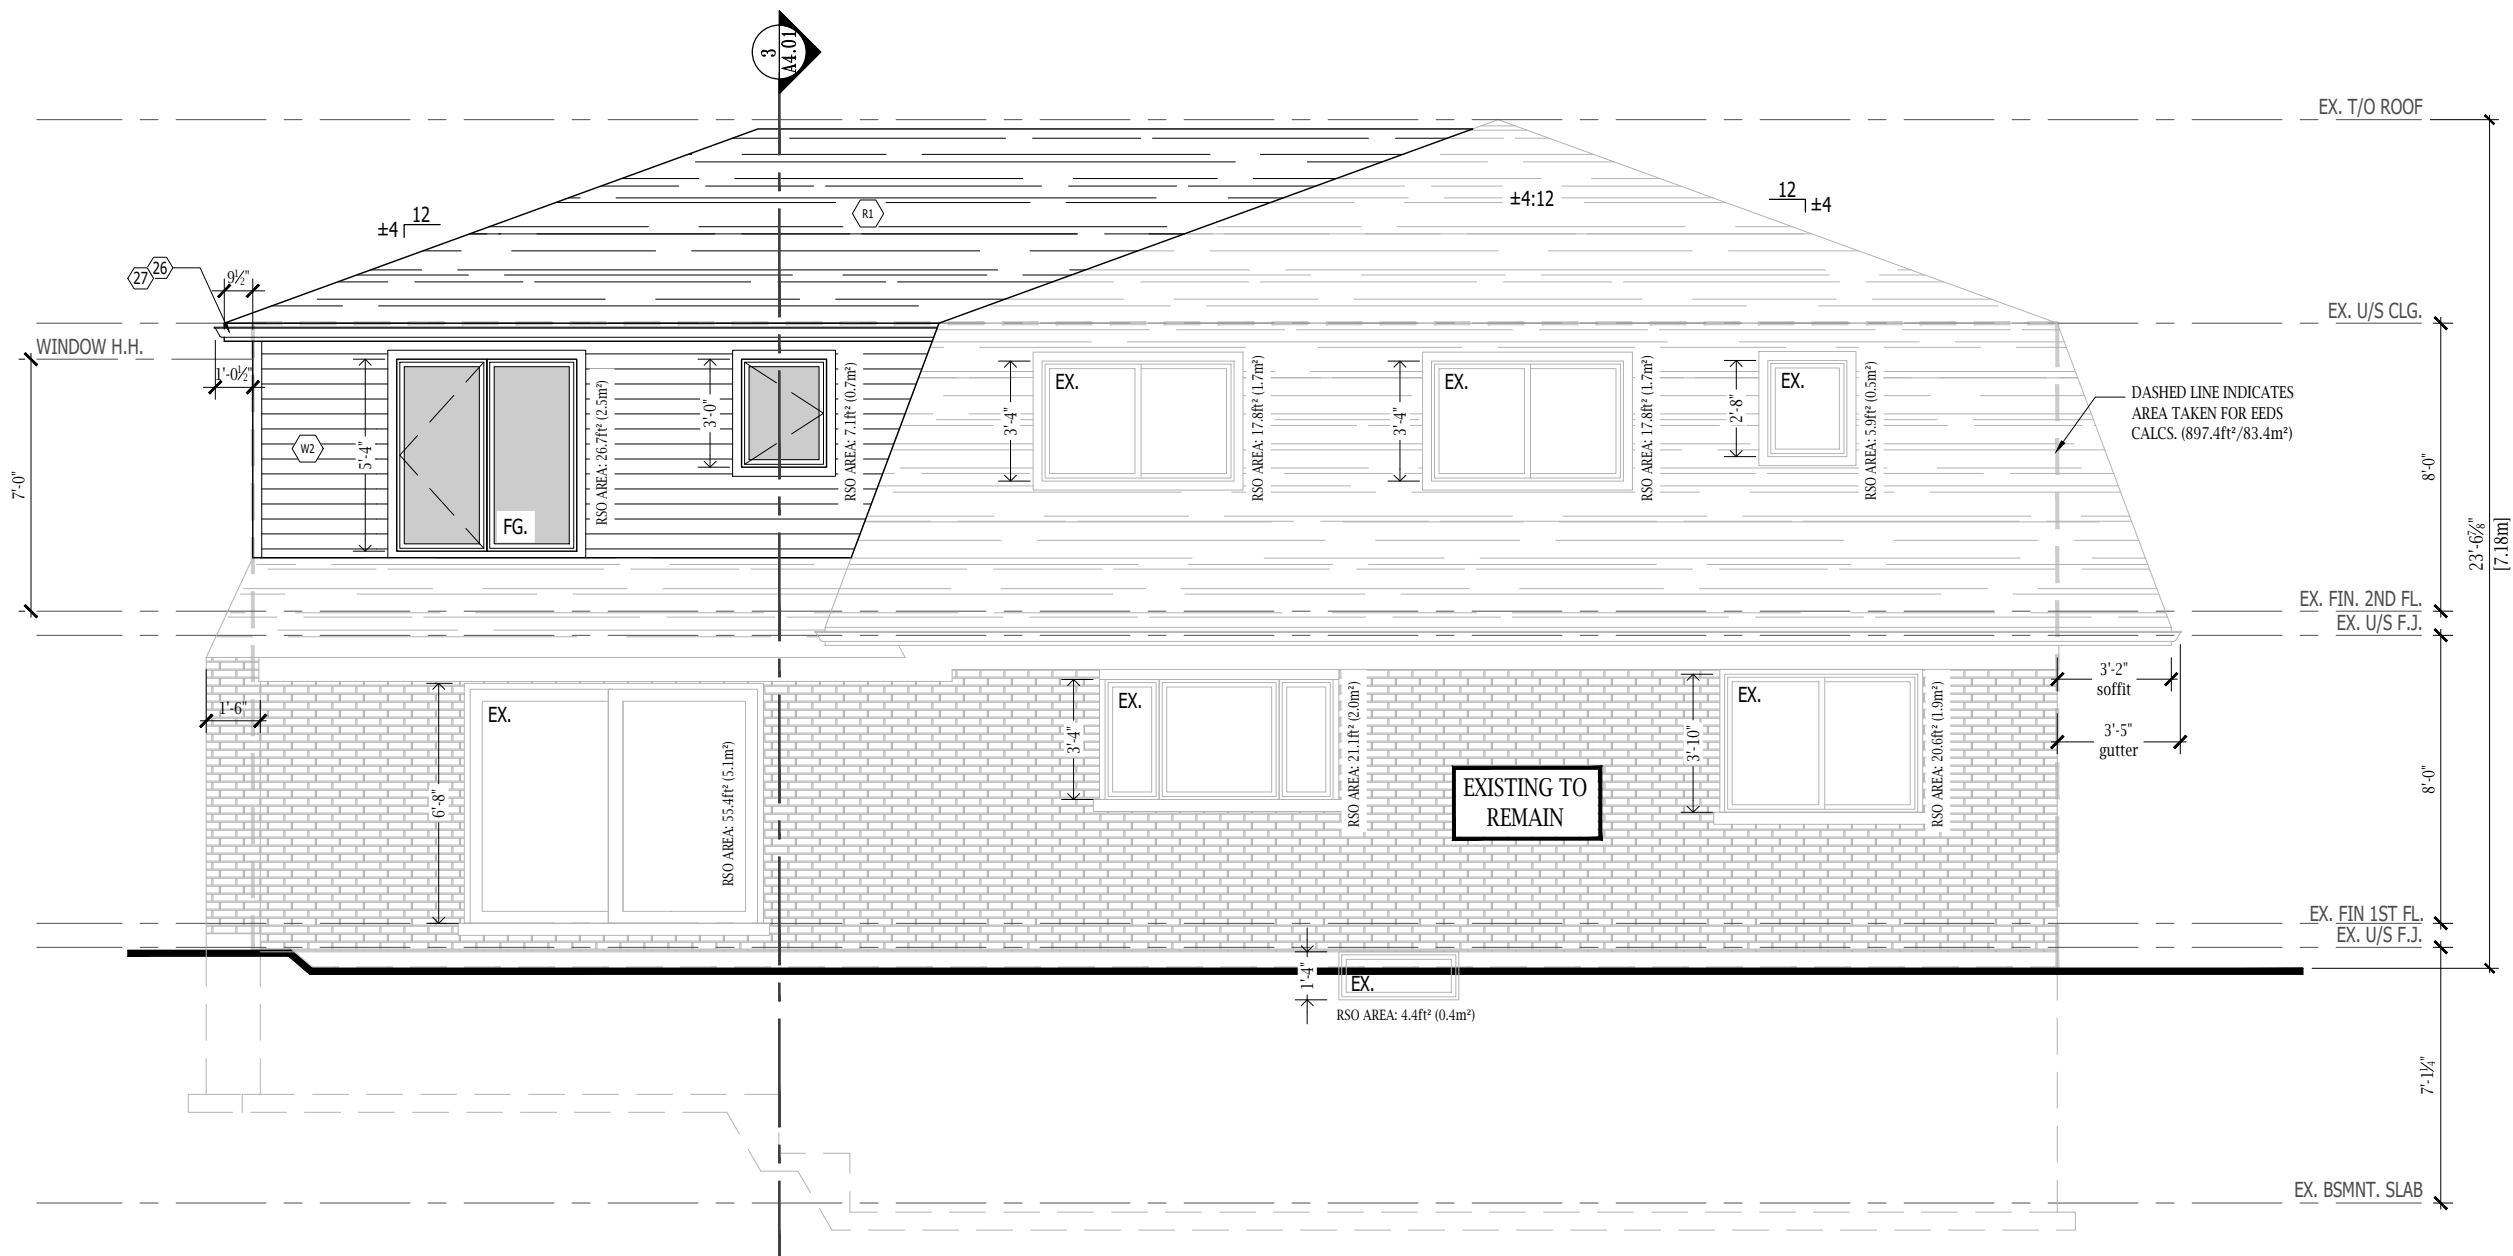 3
A4.01
EX. T/O ROOF
12
±4
R1
±4:12
12
±4
27
26
9½"
EX. U/S CLG.
WINDOW H.H.
1'-0½"
7'-0"
W2
5'-4"
FG.
RSO AREA: 26.7ft² (2.5m²)
3'-0"
RSO AREA: 7.1ft² (0.7m²)
3'-4"
EX.
RSO AREA: 17.8ft² (1.7m²)
3'-4"
EX.
RSO AREA: 17.8ft² (1.7m²)
2'-8"
EX.
RSO AREA: 5.9ft² (0.5m²)
DASHED LINE INDICATES
AREA TAKEN FOR EEDS
CALCS. (897.4ft²/83.4m²)
8'-0"
23'-6⅞"
[7.18m]
EX. FIN. 2ND FL.
EX. U/S F.J.
1'-6"
6'-8"
EX.
RSO AREA: 55.4ft² (5.1m²)
3'-4"
EX.
RSO AREA: 21.1ft² (2.0m²)
EXISTING TO
REMAIN
3'-10"
EX.
RSO AREA: 20.6ft² (1.9m²)
3'-2"
soffit
3'-5"
gutter
8'-0"
EX. FIN 1ST FL.
EX. U/S F.J.
1'-4"
EX.
RSO AREA: 4.4ft² (0.4m²)
7'-1¼"
EX. BSMNT. SLAB